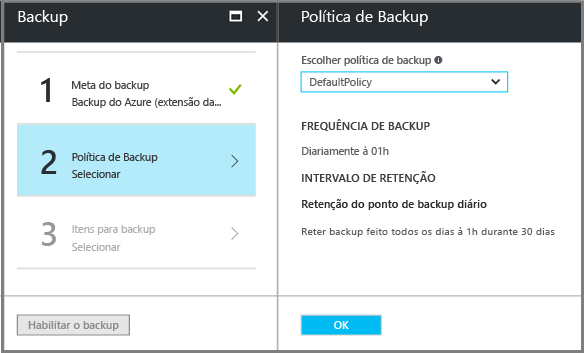 Backup
1
Meta do backup
Backup do Azure (extensão da...
2
Política de Backup
Selecionar
3
Itens para backup
Selecionar
Habilitar o backup
Política de Backup
Escolher política de backup
DefaultPolicy
FREQUÊNCIA DE BACKUP
Diariamente à 01h
INTERVALO DE RETENÇÃO
Retenção do ponto de backup diário
Reter backup feito todos os dias à 1h durante 30 dias
OK